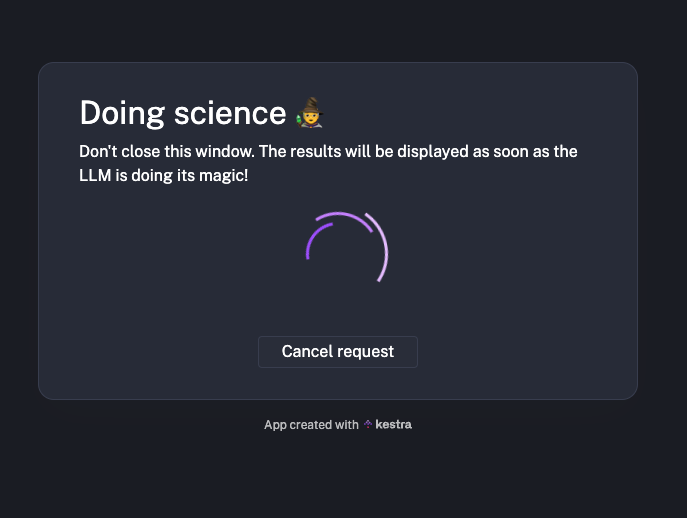 Doing science 🧙
Don't close this window. The results will be displayed as soon as the
LLM is doing its magic!
Cancel request
App created with kestra